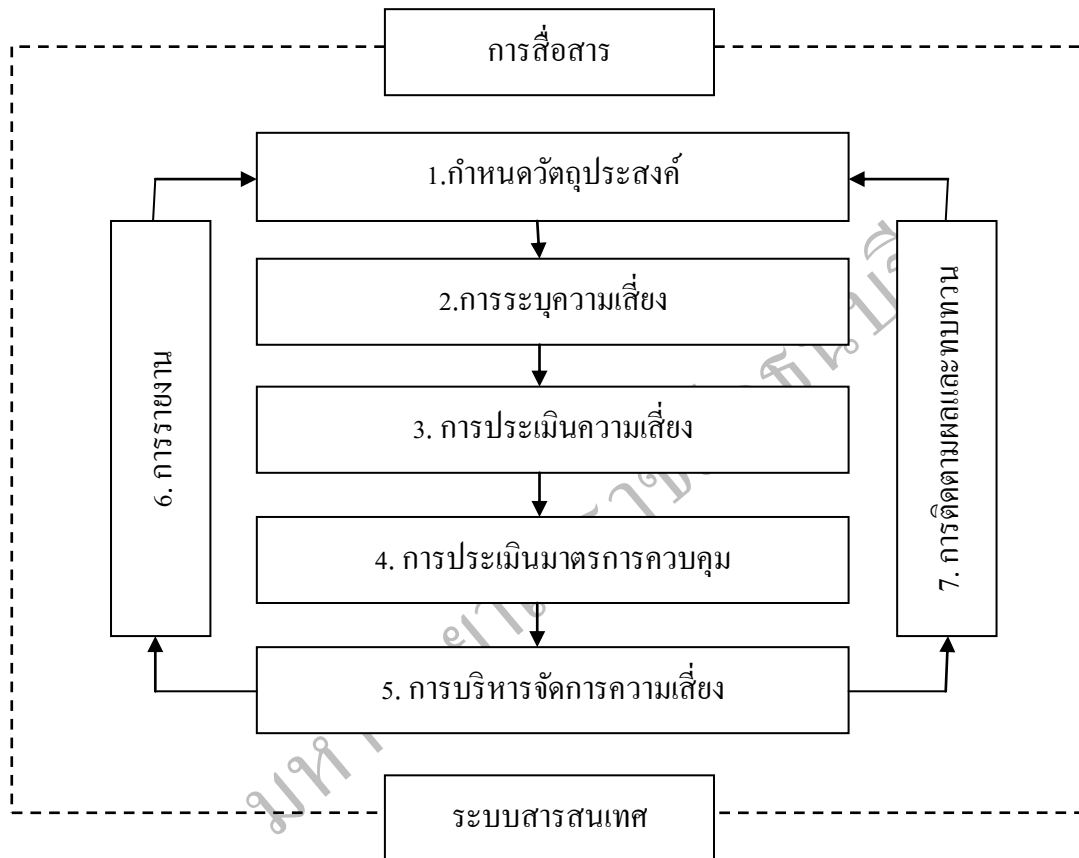 การสื่อสาร
1.กำหนดวัตถุประสงค์
2.การระบุความเสี่ยง
3. การประเมินความเสี่ยง
4. การประเมินมาตรการควบคุม
5. การบริหารจัดการความเสี่ยง
6. การรายงาน
7. การติดตามผลและทบทวน
ระบบสารสนเทศ